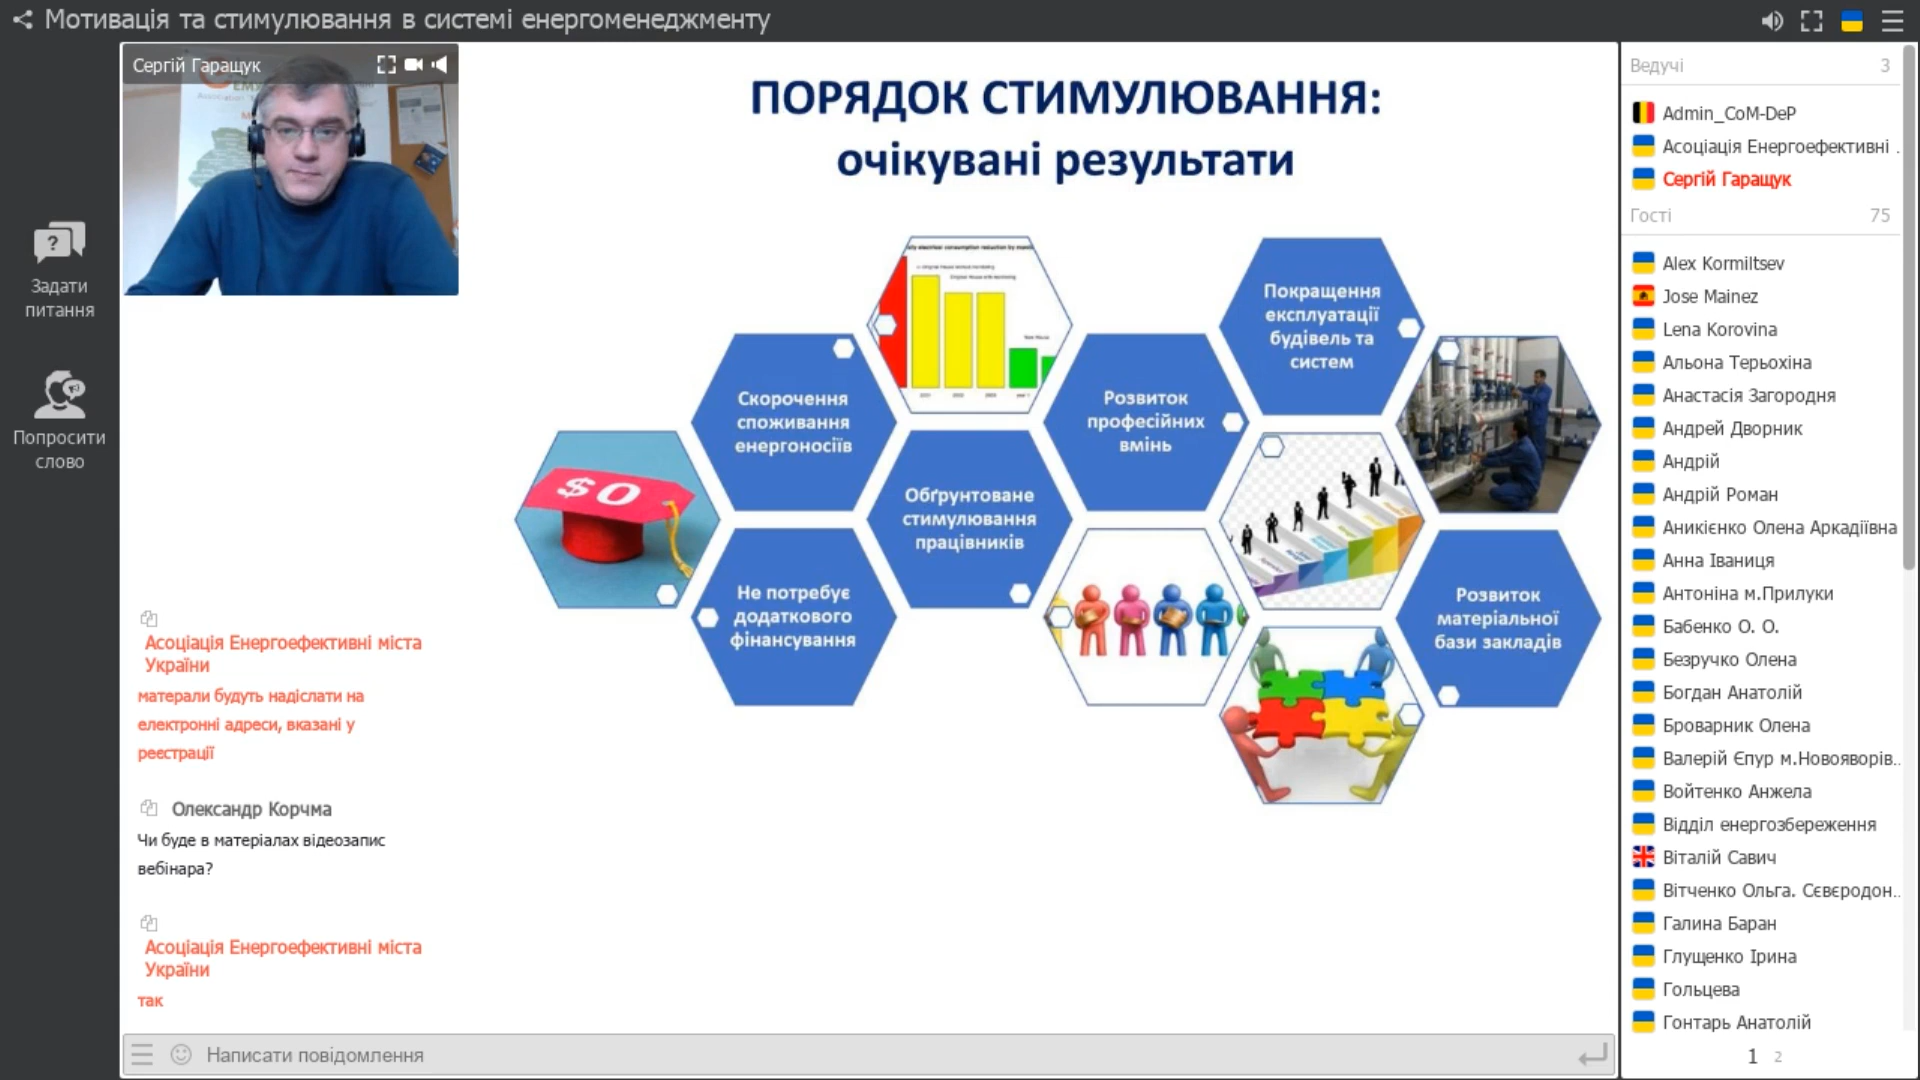 Мотивація та стимулювання в системі енергоменеджменту
Сергій Гаращук
Задати
питання
Попросити
слово
ПОРЯДОК СТИМУЛЮВАННЯ:
очікувані результати
Скорочення
споживання
енергоносіїв
Обґрунтоване
стимулювання
працівників
Не потребує
додаткового
фінансування
Розвиток
професійних
вмінь
Покращення
експлуатації
будівель та
систем
Розвиток
матеріальної
бази закладів
$0
Асоціація Енергоефективні міста
України
матерали будуть надіслати на
електронні адреси, вказані у
реєстрації
Олександр Корчма
Чи буде в матеріалах відеозапис
вебінара?
Асоціація Енергоефективні міста
України
так
Написати повідомлення
Ведучі 3
Admin_CoM-DeP
Асоціація Енергоефективні .
Сергій Гаращук
Гості 75
Alex Kormiltsev
Jose Mainez
Lena Korovina
Альона Терьохіна
Анастасія Загородня
Андрей Дворник
Андрій
Андрій Роман
Аникієнко Олена Аркадіївна
Анна Іваниця
Антоніна м.Прилуки
Бабенко О. О.
Безручко Олена
Богдан Анатолій
Броварник Олена
Валерій Єпур м.Новояворів..
Войтенко Анжела
Відділ енергозбереження
Віталій Савич
Вітченко Ольга. Сєвєродон..
Галина Баран
Глущенко Ірина
Гольцева
Гонтарь Анатолій
1 2